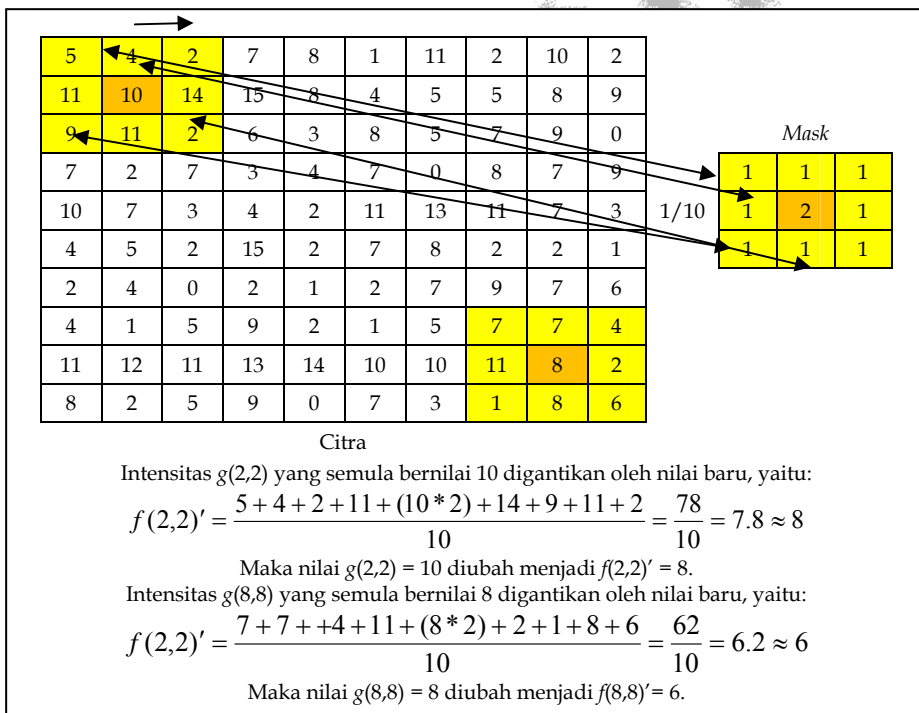 5 4 2 7 8 1 11 2 10 2
11 10 14 15 8 4 5 5 8 9
9 11 2 6 3 8 5 7 9 0
Mask
7 2 7 3 4 7 0 8 7 9
1 1 1
10 7 3 4 2 11 13 11 7 3
1/10 1 2 1
4 5 2 15 2 7 8 2 2 1
1 1 1
2 4 0 2 1 2 7 9 7 6
4 1 5 9 2 1 5 7 7 4
11 12 11 13 14 10 10 11 8 2
8 2 5 9 0 7 3 1 8 6
Citra
Intensitas g(2,2) yang semula bernilai 10 digantikan oleh nilai baru, yaitu:
f(2,2)' = (5 + 4 + 2 + 11 + (10 * 2) + 14 + 9 + 11 + 2)/10 = 78/10 = 7.8 ≈ 8
Maka nilai g(2,2) = 10 diubah menjadi f(2,2)' = 8.
Intensitas g(8,8) yang semula bernilai 8 digantikan oleh nilai baru, yaitu:
f(2,2)' = (7 + 7 + +4 + 11 + (8 * 2) + 2 + 1 + 8 + 6)/10 = 62/10 = 6.2 ≈ 6
Maka nilai g(8,8) = 8 diubah menjadi f(8,8)'= 6.